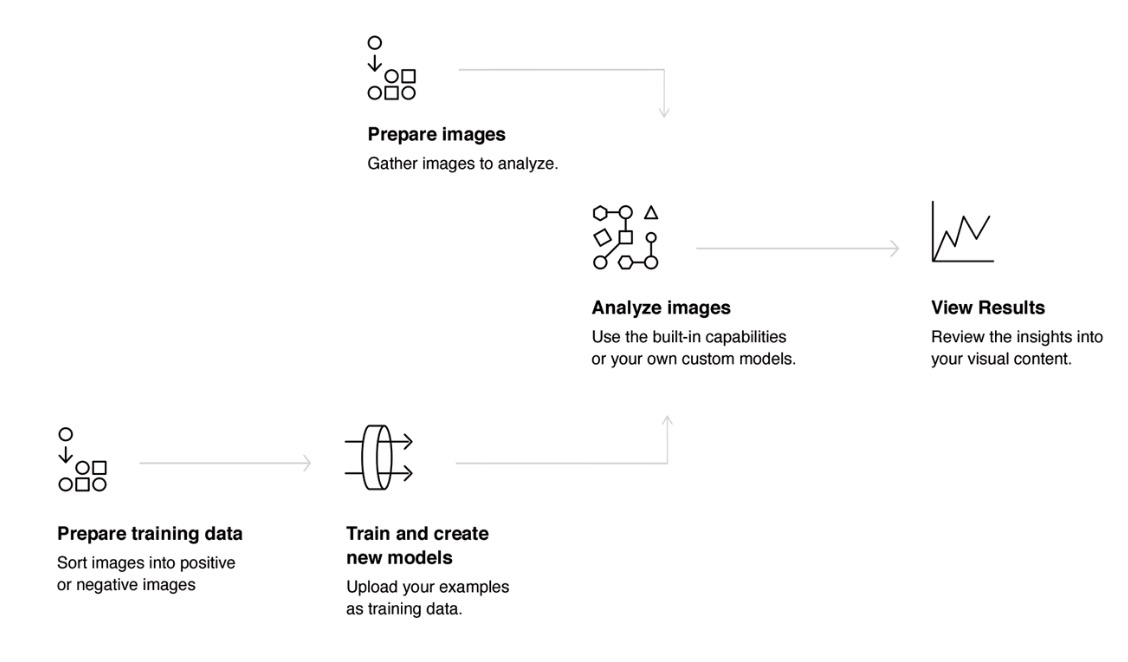 Prepare images
Gather images to analyze.
Analyze images
Use the built-in capabilities
or your own custom models.
View Results
Review the insights into
your visual content.
Prepare training data
Sort images into positive
or negative images
Train and create
new models
Upload your examples
as training data.